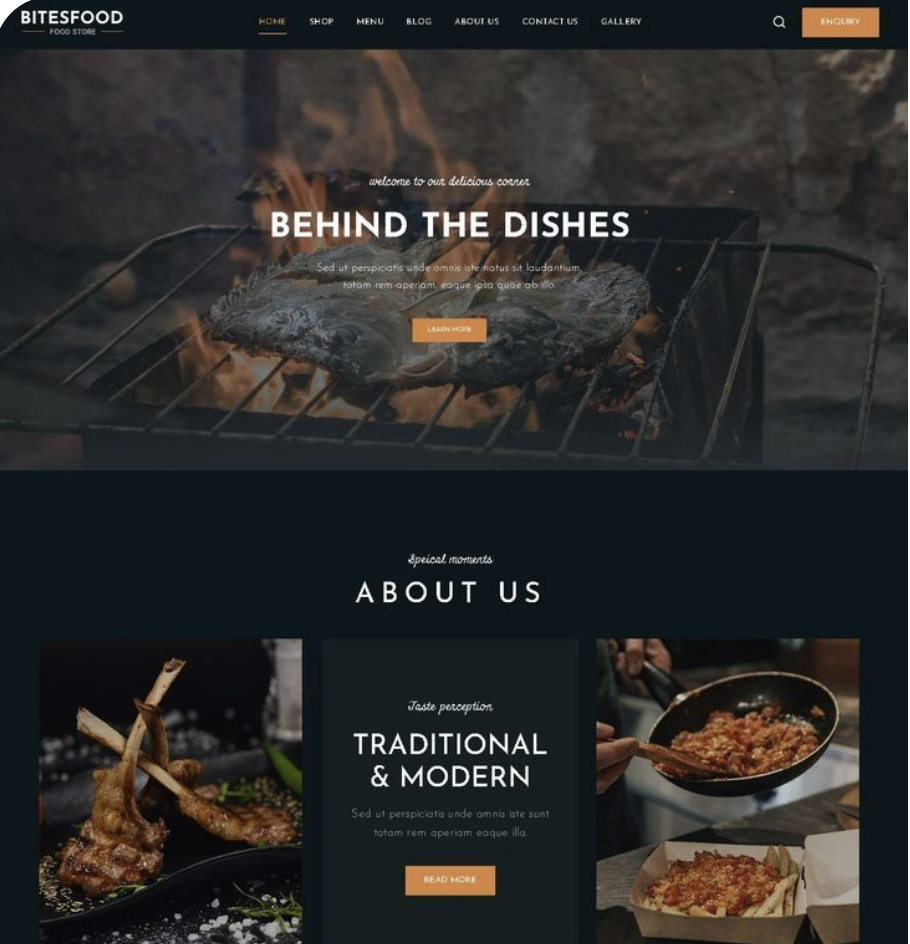 BITESFOOD
FOOD STORE
HOME SHOP MENU BLOG ABOUT US CONTACT US GALLERY
ENQUIRY
welcome to our delicious corner
BEHIND THE DISHES
Sed ut perspiciatis unde omnis iste natus sit laudantium,
totam rem aperiam, eaque ipsa quae ab illo.
LEARN MORE
Speical moments
ABOUT US
Taste perception
TRADITIONAL
& MODERN
Sed ut perspiciatis unde omnis iste sunt
totam rem aperiam eaque illa.
READ MORE